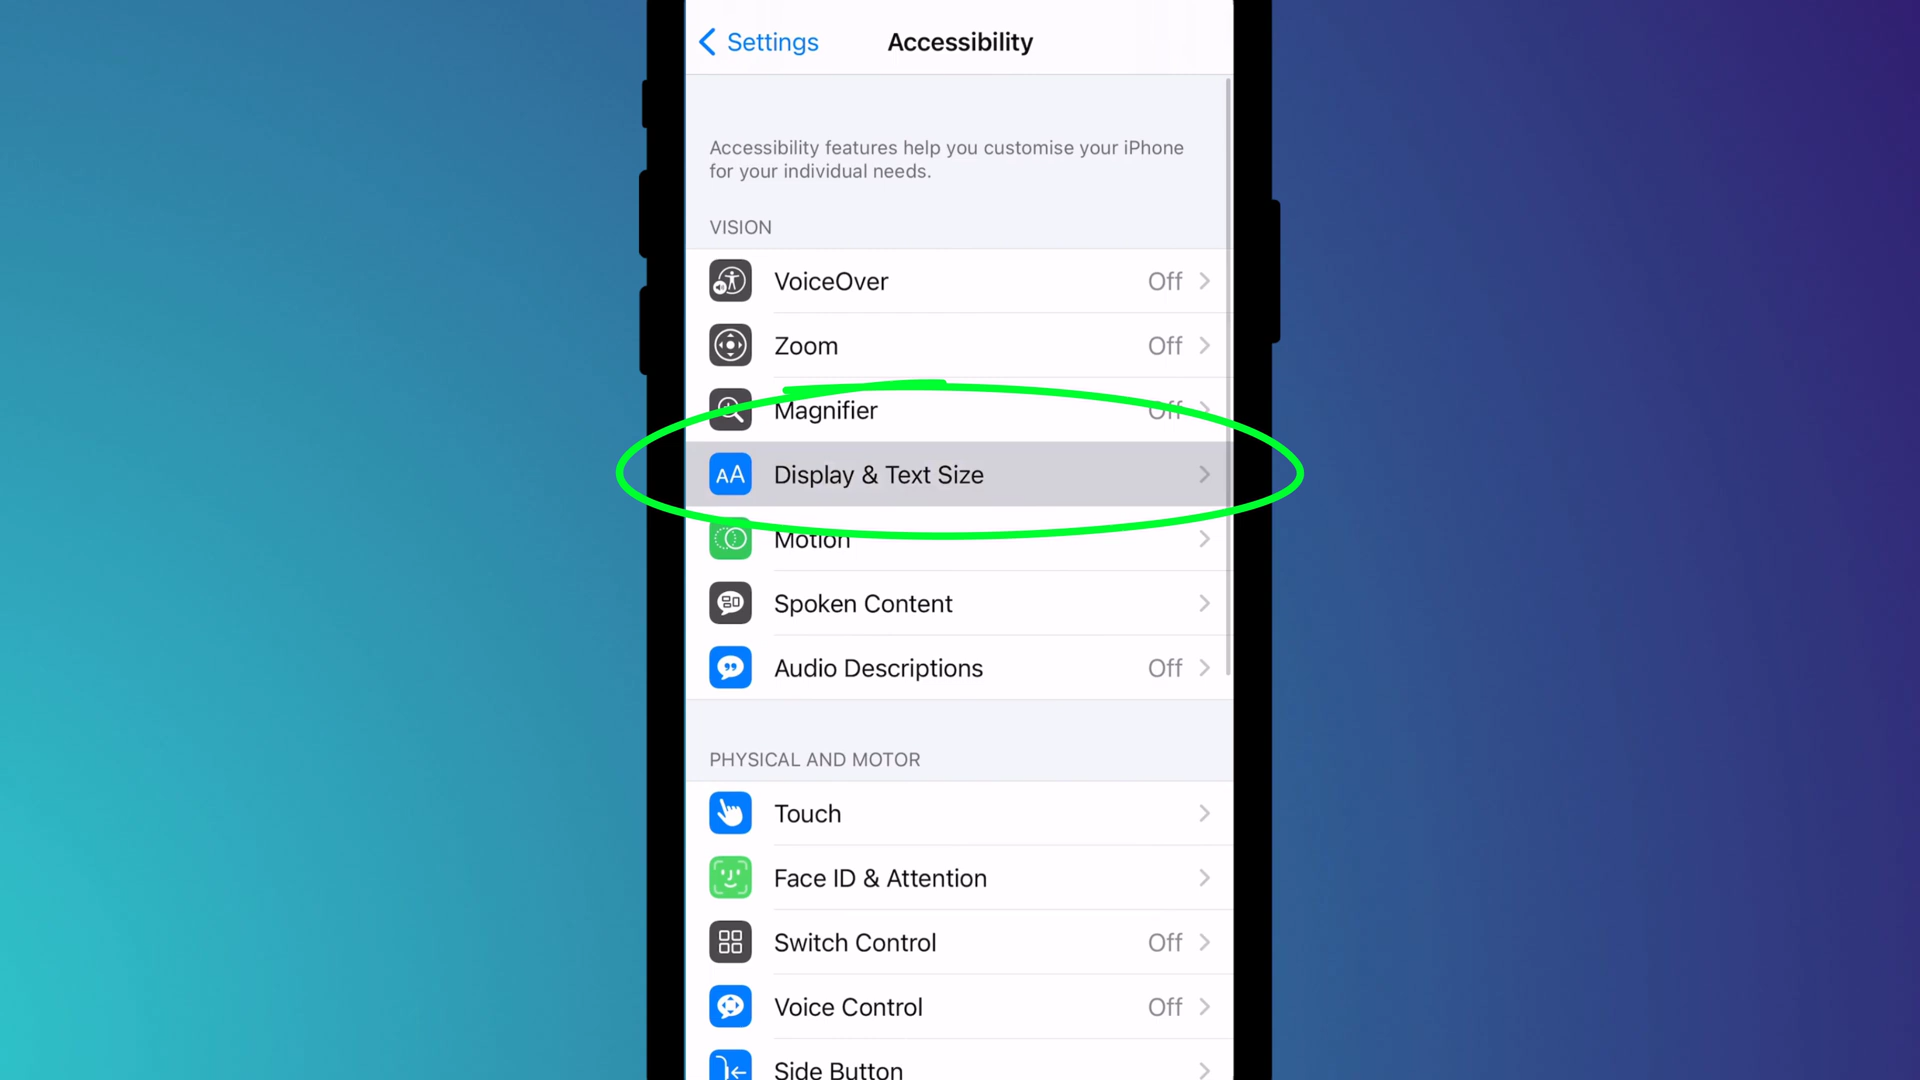 Settings
Accessibility
Accessibility features help you customise your iPhone
for your individual needs.
VISION
VoiceOver Off
Zoom Off
Magnifier Off
AA Display & Text Size
Motion
Spoken Content
Audio Descriptions Off
PHYSICAL AND MOTOR
Touch
Face ID & Attention
Switch Control Off
Voice Control Off
Side Button